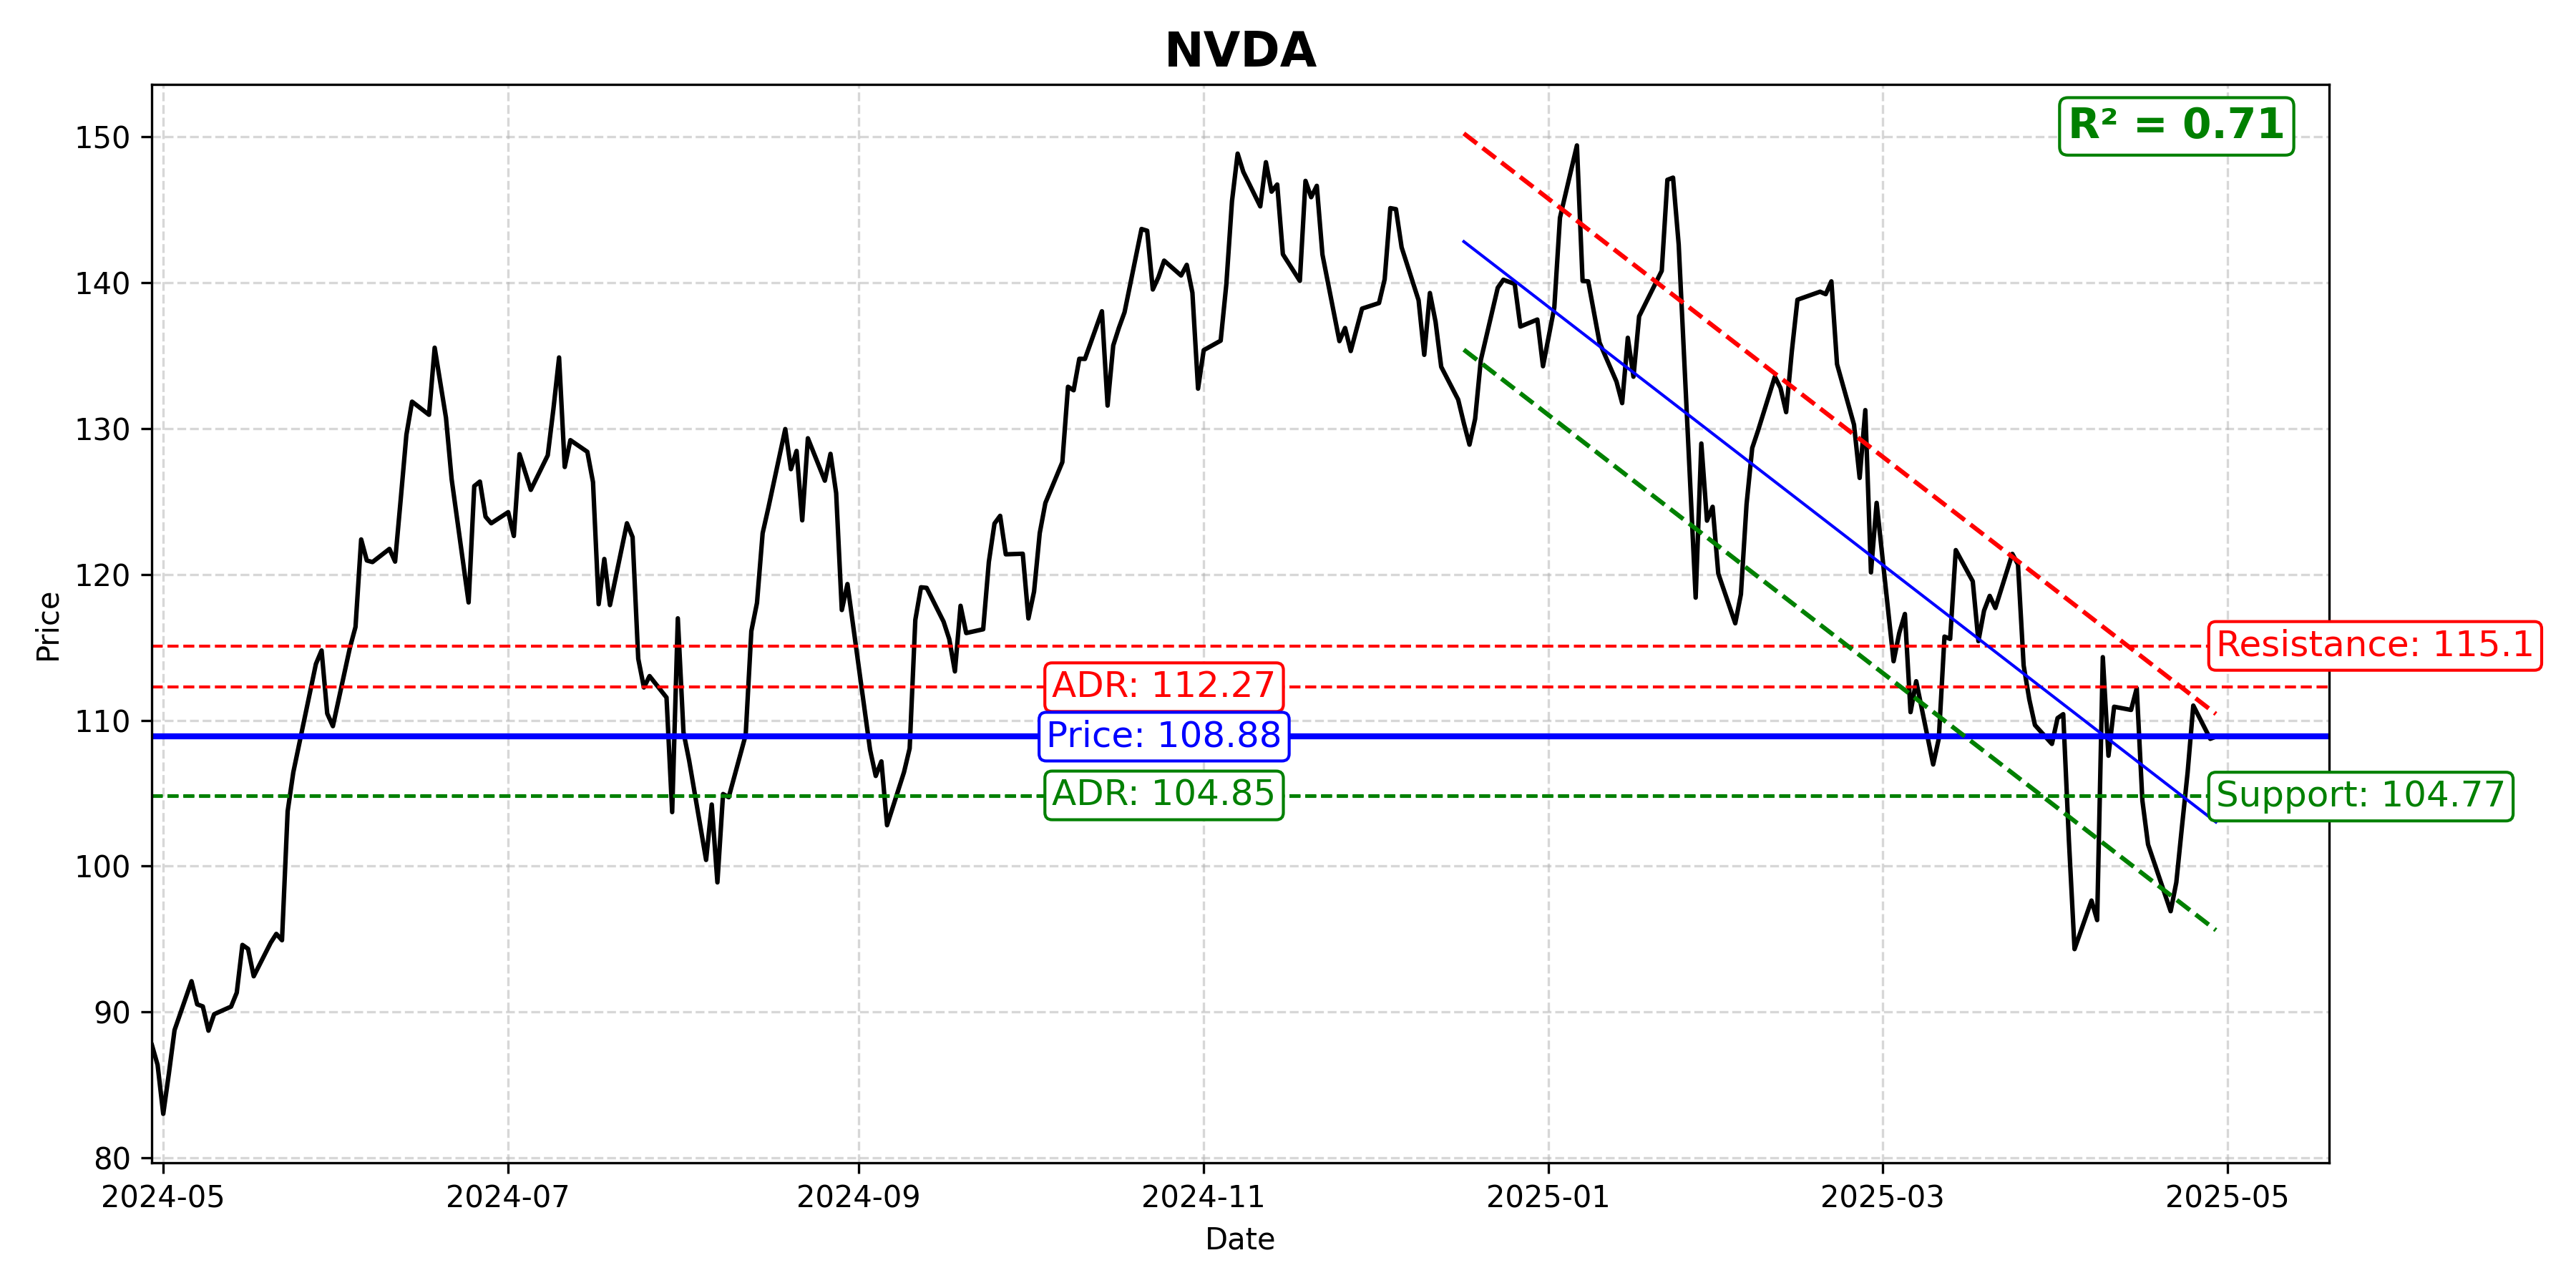 NVDA
R² = 0.71
150
140
130
120
110
100
90
80
Price
Resistance: 115.1
ADR: 112.27
Price: 108.88
ADR: 104.85
Support: 104.77
2024-05
2024-07
2024-09
2024-11
2025-01
2025-03
2025-05
Date